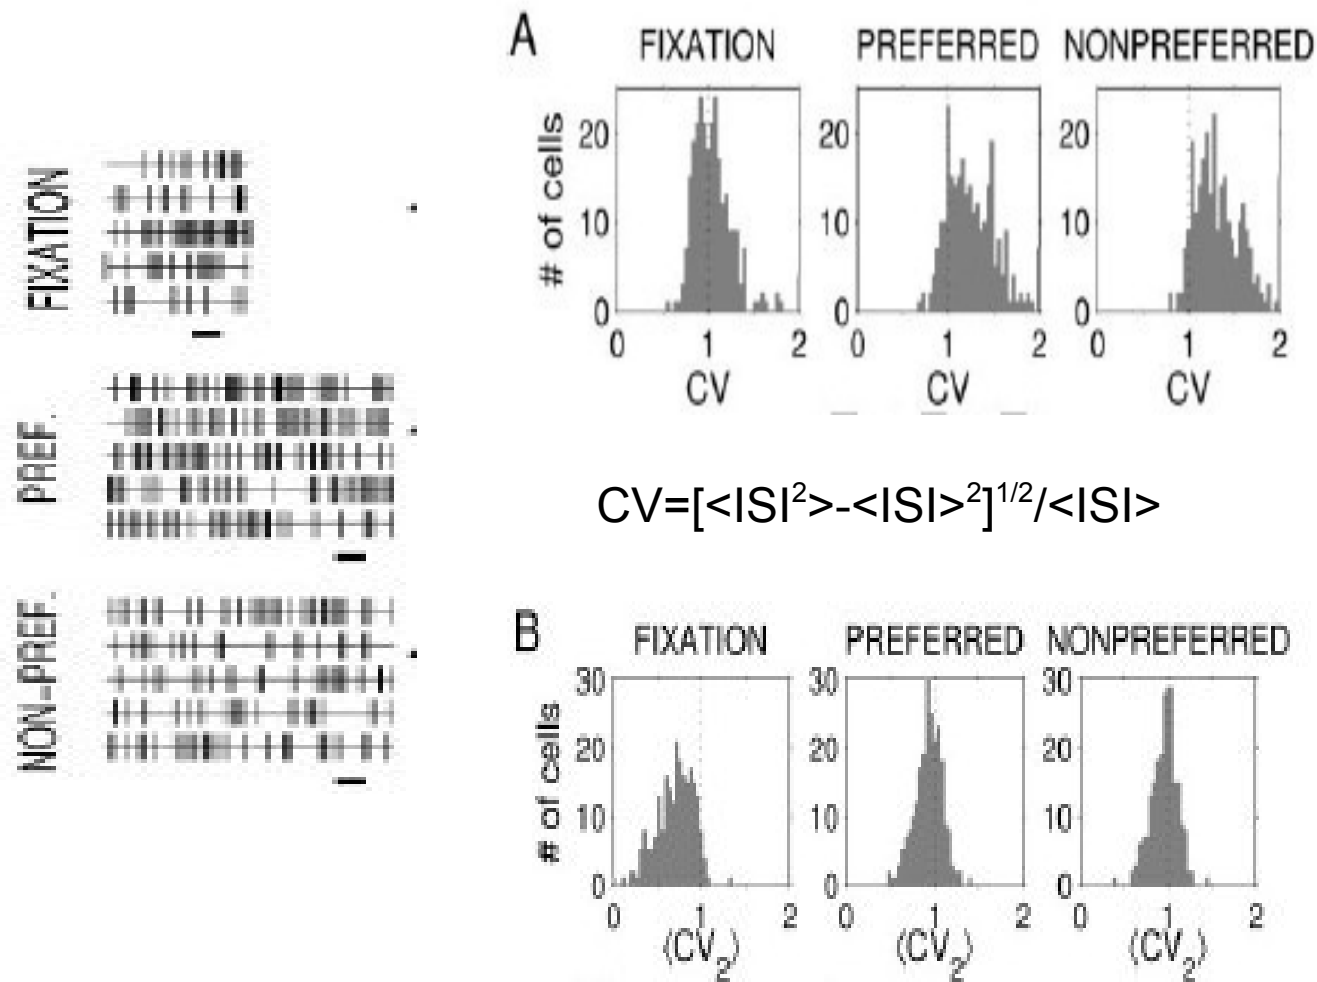 FIXATION
PREF.
NON-PREF.
A
FIXATION PREFERRED NONPREFERRED
# of cells
20 20 20
10 10 10
0 0 0
0 1 2 0 1 2 0 1 2
CV CV CV
CV=[<ISI²>-<ISI>²]¹/²/<ISI>
B
FIXATION PREFERRED NONPREFERRED
# of cells
30 30 30
20 20 20
10 10 10
0 0 0
0 1 2 0 1 2 0 1 2
⟨CV₂⟩ ⟨CV₂⟩ ⟨CV₂⟩